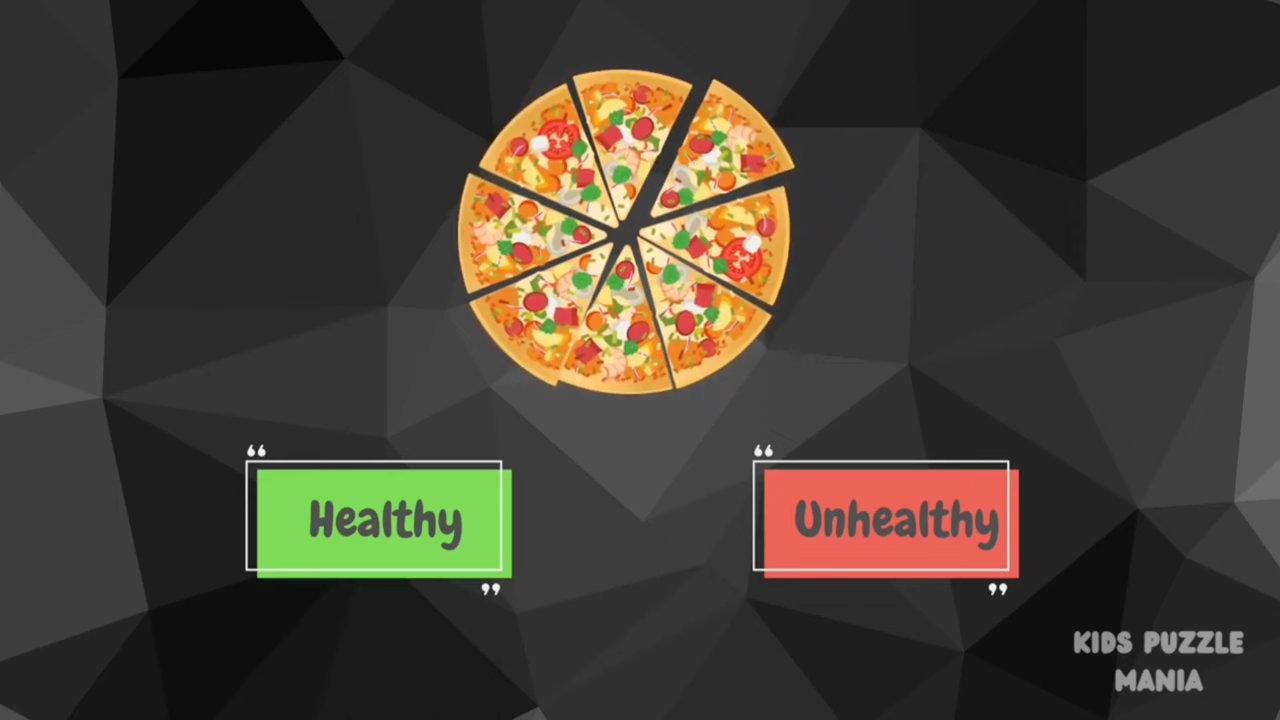 “
Healthy
”
“
Unhealthy
”
KIDS PUZZLE
MANIA